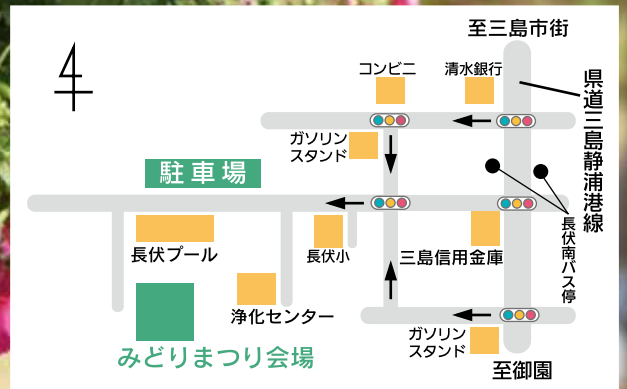 至三島市街
コンビニ
清水銀行
県道三島静浦港線
ガソリン
スタンド
駐車場
長伏南バス停
長伏プール
長伏小
三島信用金庫
浄化センター
ガソリン
スタンド
みどりまつり会場
至御園